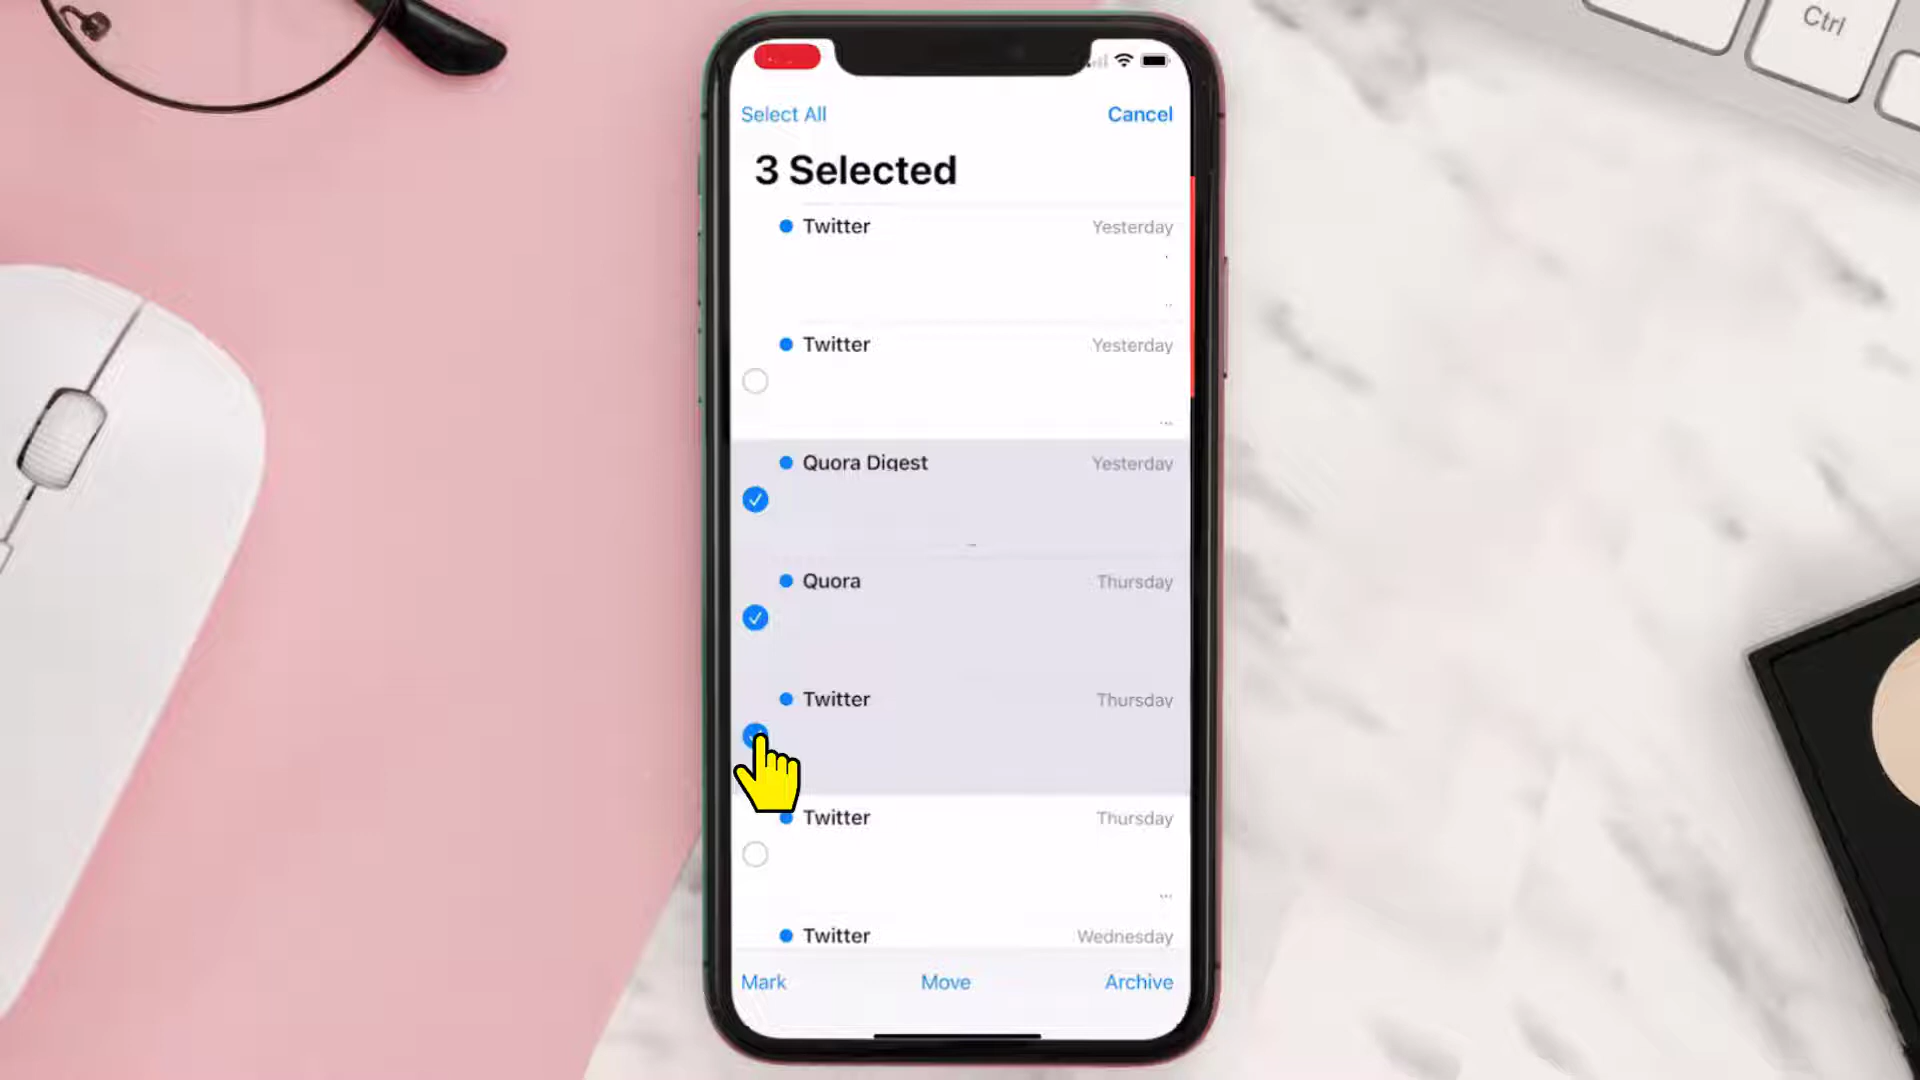 Ctrl
Select All Cancel
3 Selected
Twitter Yesterday
Twitter Yesterday
...
Quora Digest Yesterday
Quora Thursday
Twitter Thursday
Twitter Thursday
...
Twitter Wednesday
Mark Move Archive